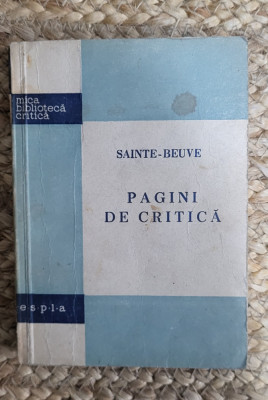 mica
bibliotecă
critică
SAINTE-BEUVE
PAGINI
DE CRITICĂ
e·s·p·l·a